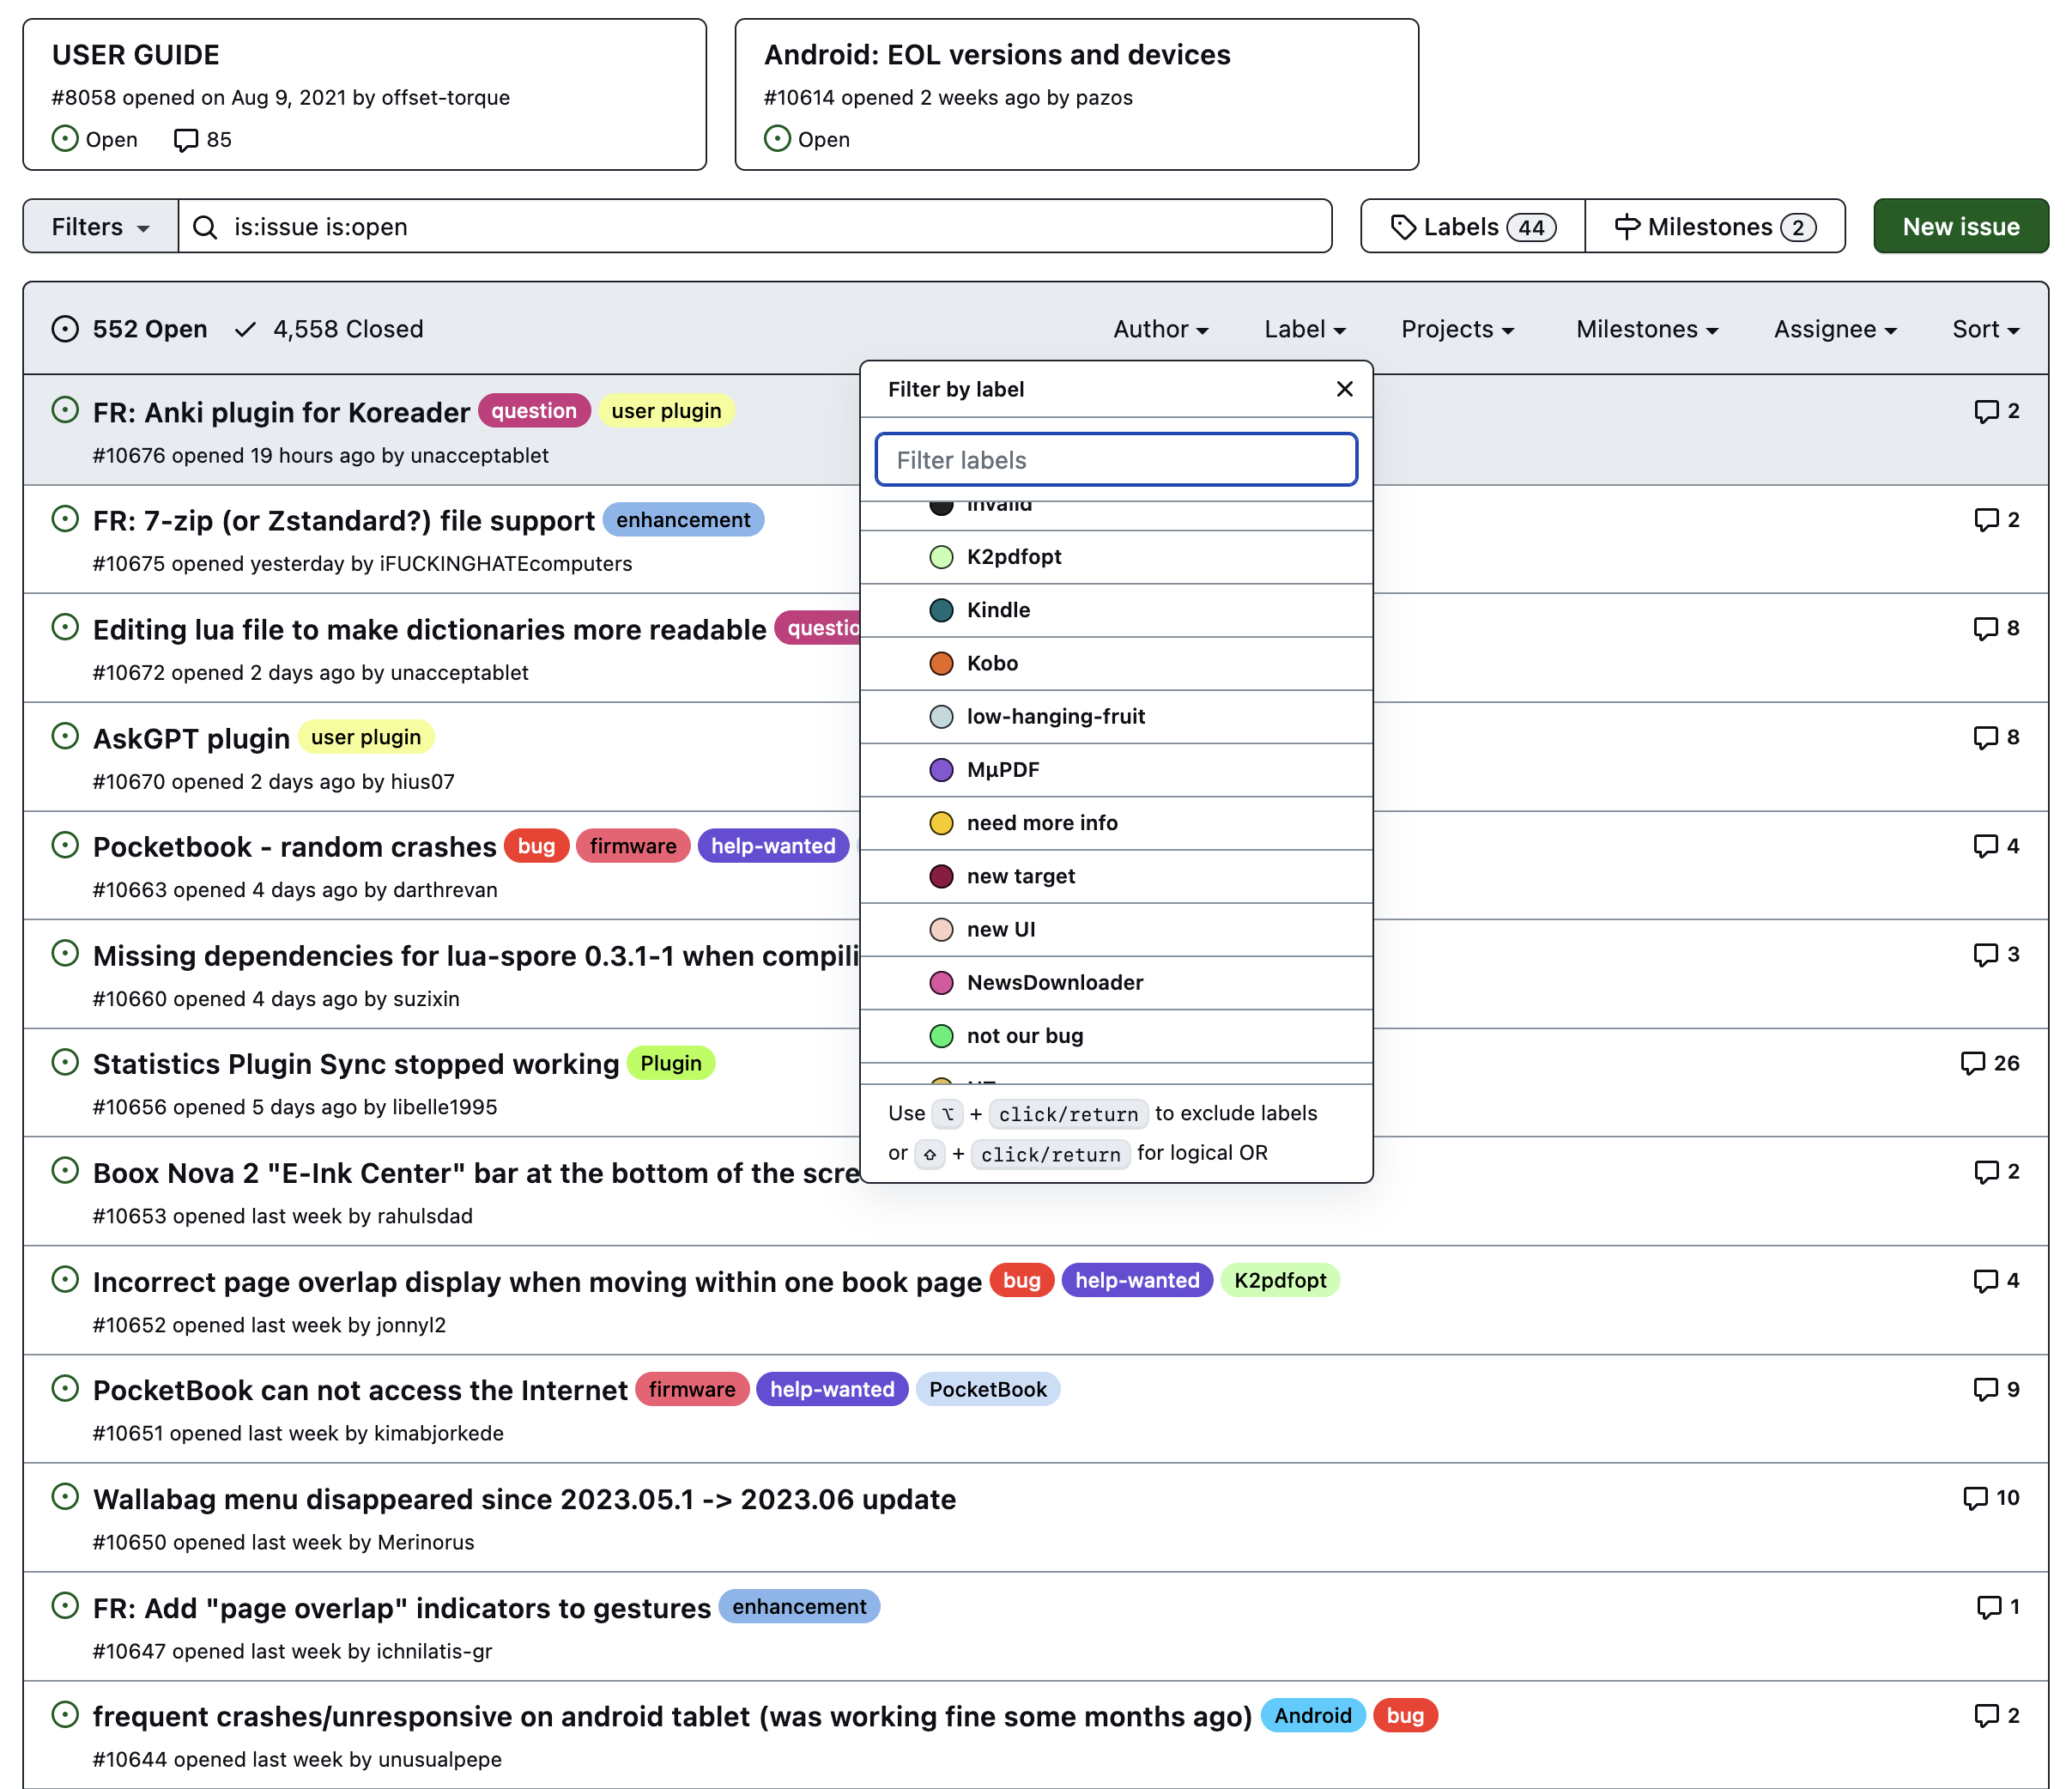 USER GUIDE
#8058 opened on Aug 9, 2021 by offset-torque
Open 85
Android: EOL versions and devices
#10614 opened 2 weeks ago by pazos
Open
Filters is:issue is:open Labels 44 Milestones 2 New issue
552 Open 4,558 Closed Author Label Projects Milestones Assignee Sort
FR: Anki plugin for Koreader question user plugin 2
#10676 opened 19 hours ago by unacceptablet
FR: 7-zip (or Zstandard?) file support enhancement 2
#10675 opened yesterday by iFUCKINGHATEcomputers
Editing lua file to make dictionaries more readable questio 8
#10672 opened 2 days ago by unacceptablet
AskGPT plugin user plugin 8
#10670 opened 2 days ago by hius07
Pocketbook - random crashes bug firmware help-wanted 4
#10663 opened 4 days ago by darthrevan
Missing dependencies for lua-spore 0.3.1-1 when compili 3
#10660 opened 4 days ago by suzixin
Statistics Plugin Sync stopped working Plugin 26
#10656 opened 5 days ago by libelle1995
Boox Nova 2 "E-Ink Center" bar at the bottom of the scre 2
#10653 opened last week by rahulsdad
Incorrect page overlap display when moving within one book page bug help-wanted K2pdfopt 4
#10652 opened last week by jonnyl2
PocketBook can not access the Internet firmware help-wanted PocketBook 9
#10651 opened last week by kimabjorkede
Wallabag menu disappeared since 2023.05.1 -> 2023.06 update 10
#10650 opened last week by Merinorus
FR: Add "page overlap" indicators to gestures enhancement 1
#10647 opened last week by ichnilatis-gr
frequent crashes/unresponsive on android tablet (was working fine some months ago) Android bug 2
#10644 opened last week by unusualpepe
Filter by label
Filter labels
invalid
K2pdfopt
Kindle
Kobo
low-hanging-fruit
MµPDF
need more info
new target
new UI
NewsDownloader
not our bug
Use ⌥ + click/return to exclude labels
or ⇧ + click/return for logical OR